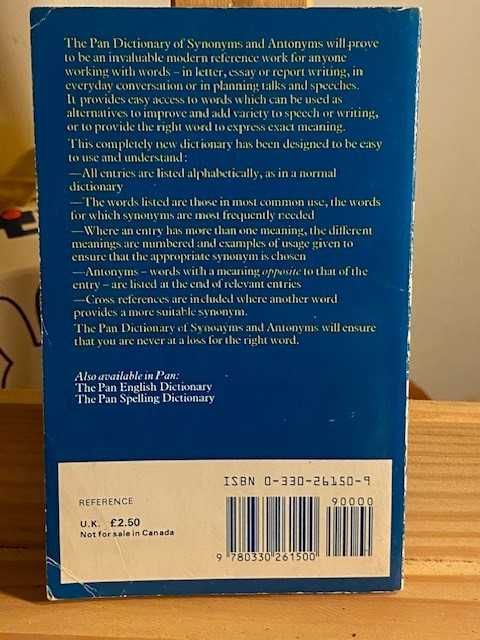 The Pan Dictionary of Synonyms and Antonyms will prove
to be an invaluable modern reference work for anyone
working with words – in letter, essay or report writing, in
everyday conversation or in planning talks and speeches.
It provides easy access to words which can be used as
alternatives to improve and add variety to speech or writing,
or to provide the right word to express exact meaning.
This completely new dictionary has been designed to be easy
to use and understand:
—All entries are listed alphabetically, as in a normal
dictionary
—The words listed are those in most common use, the words
for which synonyms are most frequently needed
—Where an entry has more than one meaning, the different
meanings are numbered and examples of usage given to
ensure that the appropriate synonym is chosen
—Antonyms – words with a meaning opposite to that of the
entry – are listed at the end of relevant entries
—Cross references are included where another word
provides a more suitable synonym.
The Pan Dictionary of Synonyms and Antonyms will ensure
that you are never at a loss for the right word.
Also available in Pan:
The Pan English Dictionary
The Pan Spelling Dictionary
ISBN 0-330-26150-9
90000
REFERENCE
U.K. £2.50
Not for sale in Canada
9 780330 261500